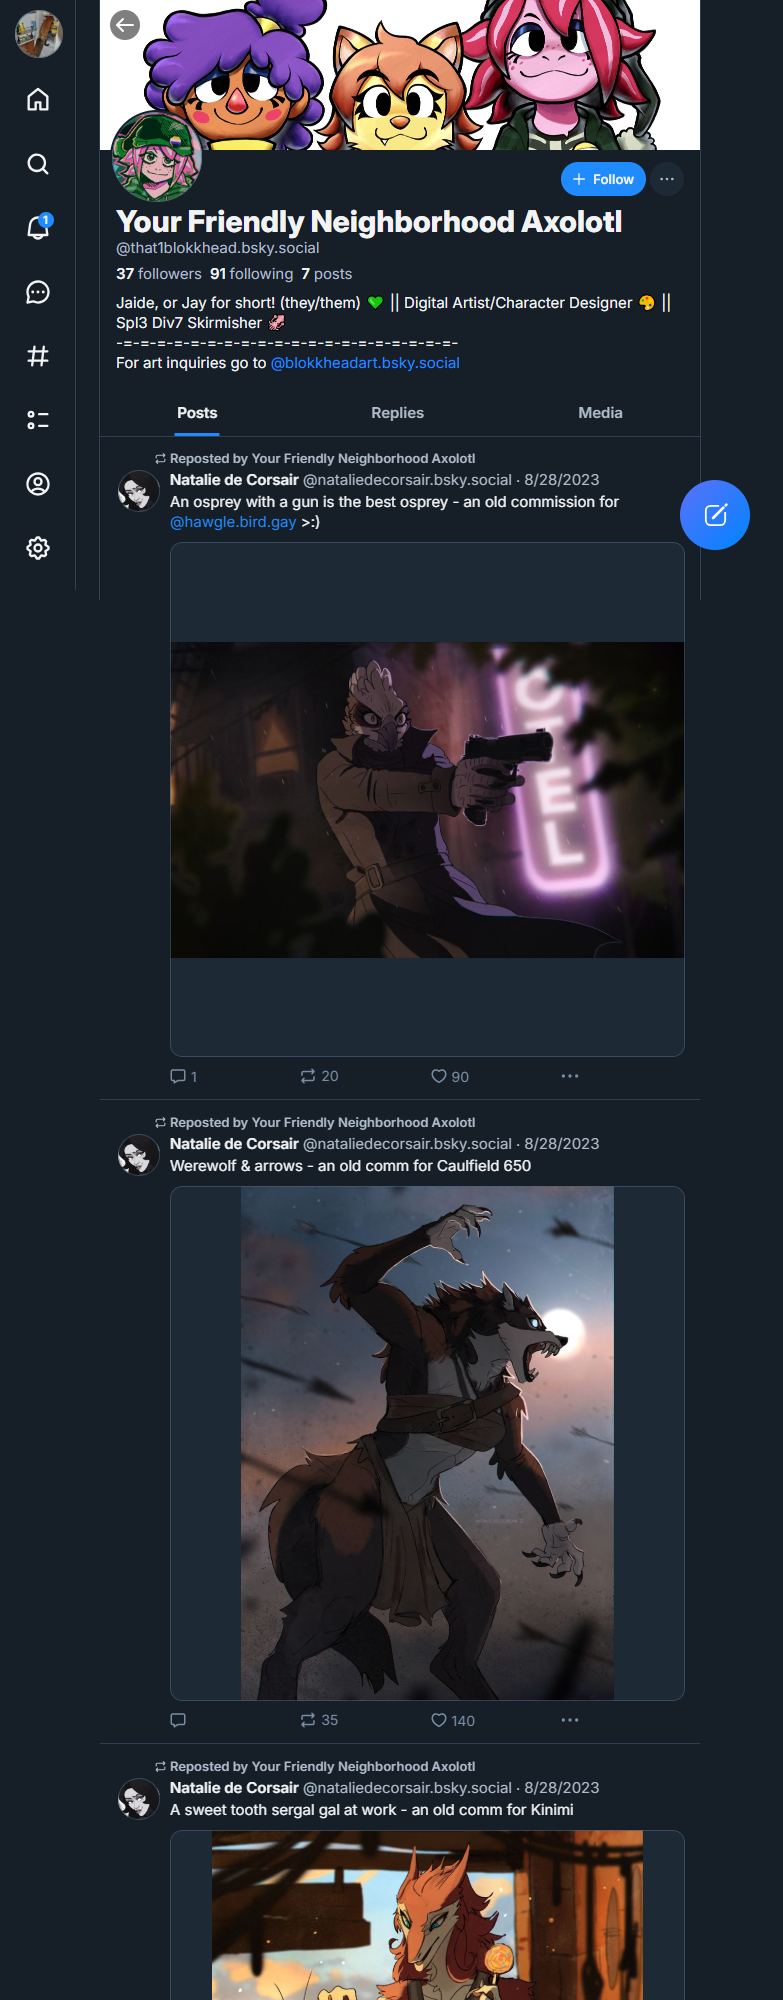 + Follow
Your Friendly Neighborhood Axolotl
@that1blokkhead.bsky.social
37 followers 91 following 7 posts
Jaide, or Jay for short! (they/them) 💚 || Digital Artist/Character Designer 🎨 ||
Spl3 Div7 Skirmisher 🦑
-=-=-=-=-=-=-=-=-=-=-=-=-=-=-=-=-=-=-=-=-
For art inquiries go to @blokkheadart.bsky.social
Posts Replies Media
1
Reposted by Your Friendly Neighborhood Axolotl
Natalie de Corsair @nataliedecorsair.bsky.social · 8/28/2023
An osprey with a gun is the best osprey - an old commission for
@hawgle.bird.gay >:)
TEL
1 20 90
Reposted by Your Friendly Neighborhood Axolotl
Natalie de Corsair @nataliedecorsair.bsky.social · 8/28/2023
Werewolf & arrows - an old comm for Caulfield 650
35 140
Reposted by Your Friendly Neighborhood Axolotl
Natalie de Corsair @nataliedecorsair.bsky.social · 8/28/2023
A sweet tooth sergal gal at work - an old comm for Kinimi